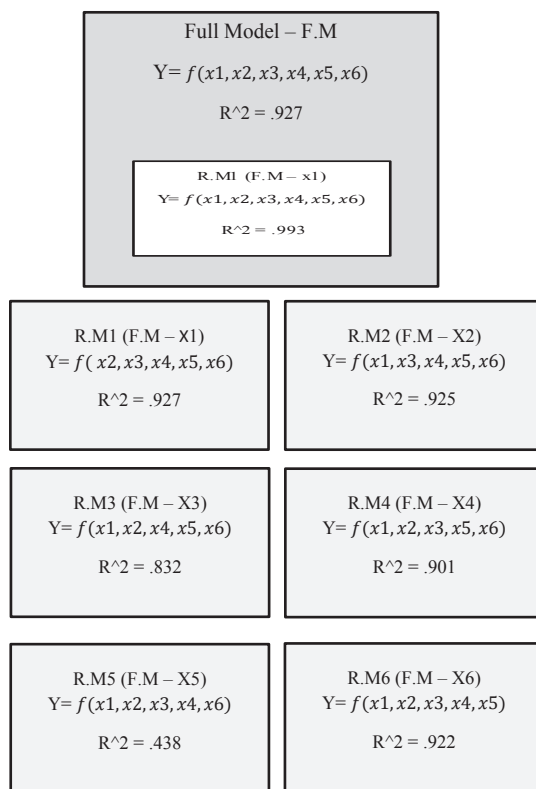 Full Model – F.M
Y= f(x1, x2, x3, x4, x5, x6)
R^2 = .927
R.M1 (F.M – x1)
Y= f(x1, x2, x3, x4, x5, x6)
R^2 = .993
R.M1 (F.M – X1)
Y= f( x2, x3, x4, x5, x6)
R^2 = .927
R.M2 (F.M – X2)
Y= f(x1, x3, x4, x5, x6)
R^2 = .925
R.M3 (F.M – X3)
Y= f(x1, x2, x4, x5, x6)
R^2 = .832
R.M4 (F.M – X4)
Y= f(x1, x2, x3, x5, x6)
R^2 = .901
R.M5 (F.M – X5)
Y= f(x1, x2, x3, x4, x6)
R^2 = .438
R.M6 (F.M – X6)
Y= f(x1, x2, x3, x4, x5)
R^2 = .922